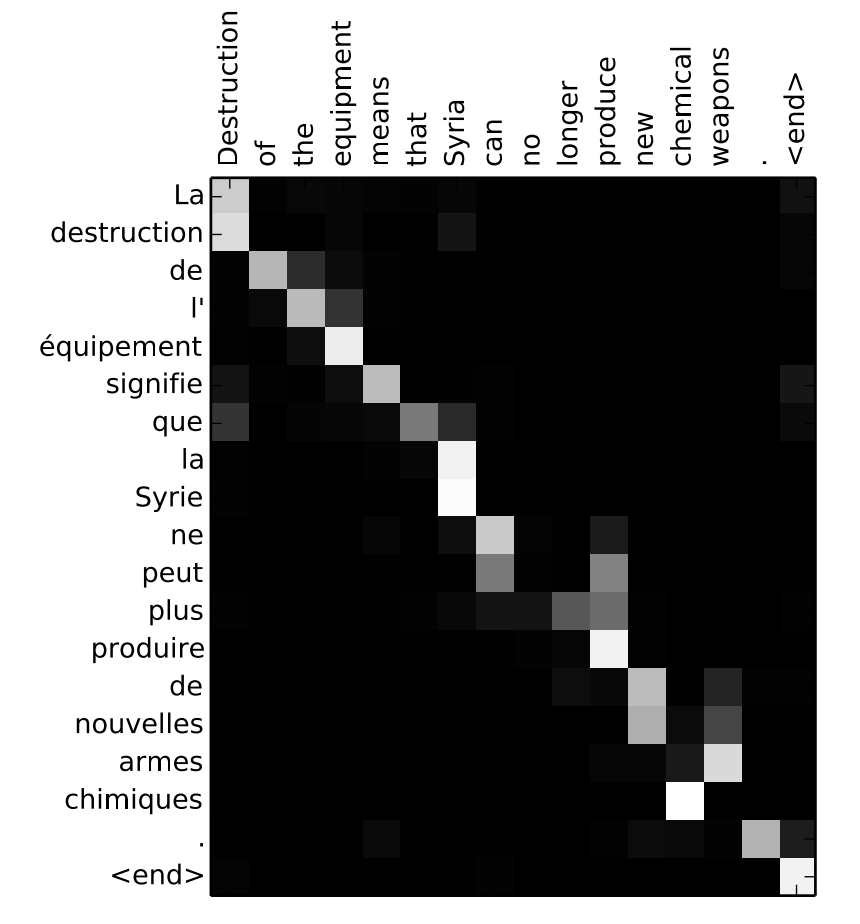 Destruction
of
the
equipment
means
that
Syria
can
no
longer
produce
new
chemical
weapons
.
<end>
La
destruction
de
l'
équipement
signifie
que
la
Syrie
ne
peut
plus
produire
de
nouvelles
armes
chimiques
.
<end>